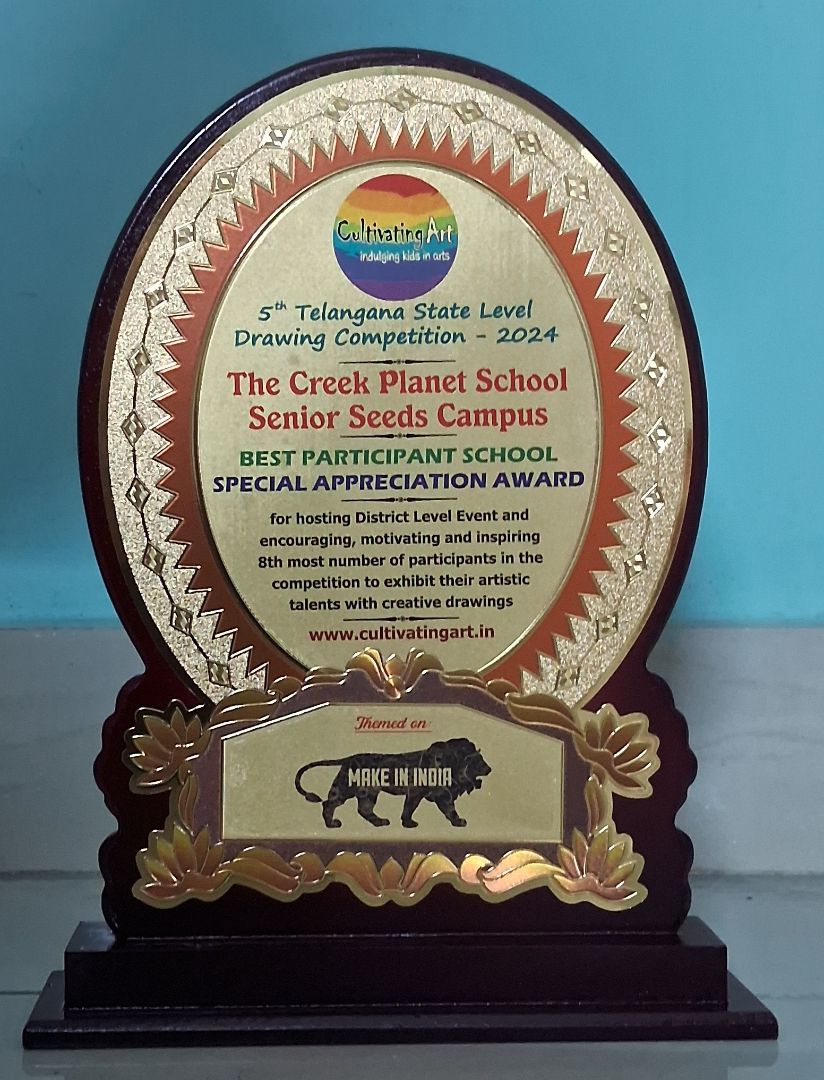 Cultivating Art
indulging kids in arts
5th Telangana State Level
Drawing Competition - 2024
The Creek Planet School
Senior Seeds Campus
BEST PARTICIPANT SCHOOL
SPECIAL APPRECIATION AWARD
for hosting District Level Event and
encouraging, motivating and inspiring
8th most number of participants in the
competition to exhibit their artistic
talents with creative drawings
www.cultivatingart.in
Themed on
MAKE IN INDIA